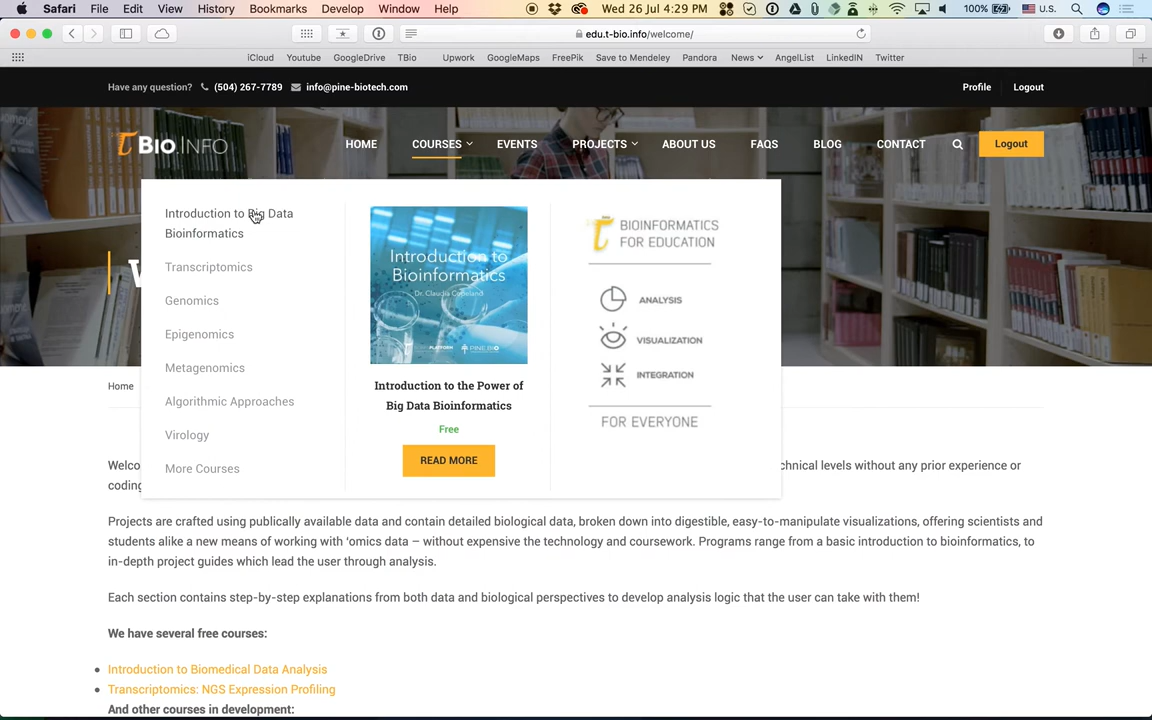 Safari File Edit View History Bookmarks Develop Window Help Wed 26 Jul 4:29 PM 100% U.S.
edu.t-bio.info/welcome/
iCloud Youtube GoogleDrive TBio Upwork GoogleMaps FreePik Save to Mendeley Pandora News AngelList LinkedIN Twitter
Have any question? (504) 267-7789 info@pine-biotech.com Profile Logout
τBIO.INFO HOME COURSES EVENTS PROJECTS ABOUT US FAQS BLOG CONTACT Logout
Introduction to Big Data
Bioinformatics
Transcriptomics
Genomics
Epigenomics
Metagenomics
Algorithmic Approaches
Virology
More Courses
Introduction to
Bioinformatics
Dr. Claudia Copeland
PLATFORM PINE BIO
Introduction to the Power of
Big Data Bioinformatics
Free
READ MORE
BIOINFORMATICS
FOR EDUCATION
ANALYSIS
VISUALIZATION
INTEGRATION
FOR EVERYONE
W
Home
Welco chnical levels without any prior experience or
coding
Projects are crafted using publically available data and contain detailed biological data, broken down into digestible, easy-to-manipulate visualizations, offering scientists and
students alike a new means of working with ‘omics data – without expensive the technology and coursework. Programs range from a basic introduction to bioinformatics, to
in-depth project guides which lead the user through analysis.
Each section contains step-by-step explanations from both data and biological perspectives to develop analysis logic that the user can take with them!
We have several free courses:
Introduction to Biomedical Data Analysis
Transcriptomics: NGS Expression Profiling
And other courses in development: